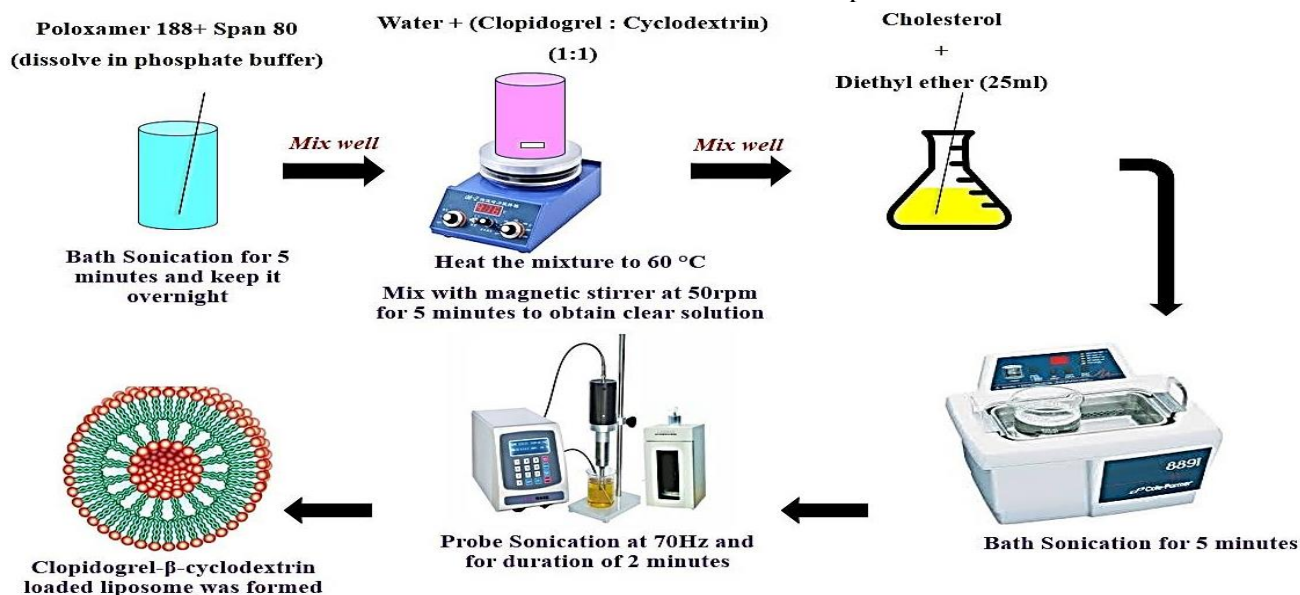 Poloxamer 188+ Span 80
(dissolve in phosphate buffer)
Mix well
Bath Sonication for 5
minutes and keep it
overnight
Water + (Clopidogrel : Cyclodextrin)
(1:1)
Heat the mixture to 60 °C
Mix with magnetic stirrer at 50rpm
for 5 minutes to obtain clear solution
Mix well
Cholesterol
+
Diethyl ether (25ml)
8891
Cole-Parmer
Bath Sonication for 5 minutes
Probe Sonication at 70Hz and
for duration of 2 minutes
Clopidogrel-β-cyclodextrin
loaded liposome was formed